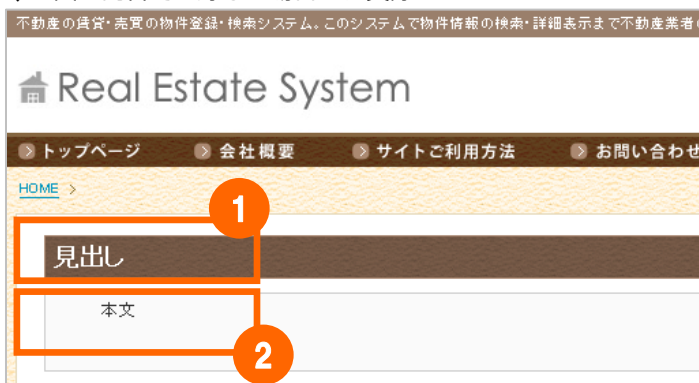 不動産の賃貸・売買の物件登録・検索システム。このシステムで物件情報の検索・詳細表示まで不動産業者
Real Estate System
トップページ 会社概要 サイトご利用方法 お問い合わせ
HOME >
1
見出し
本文
2